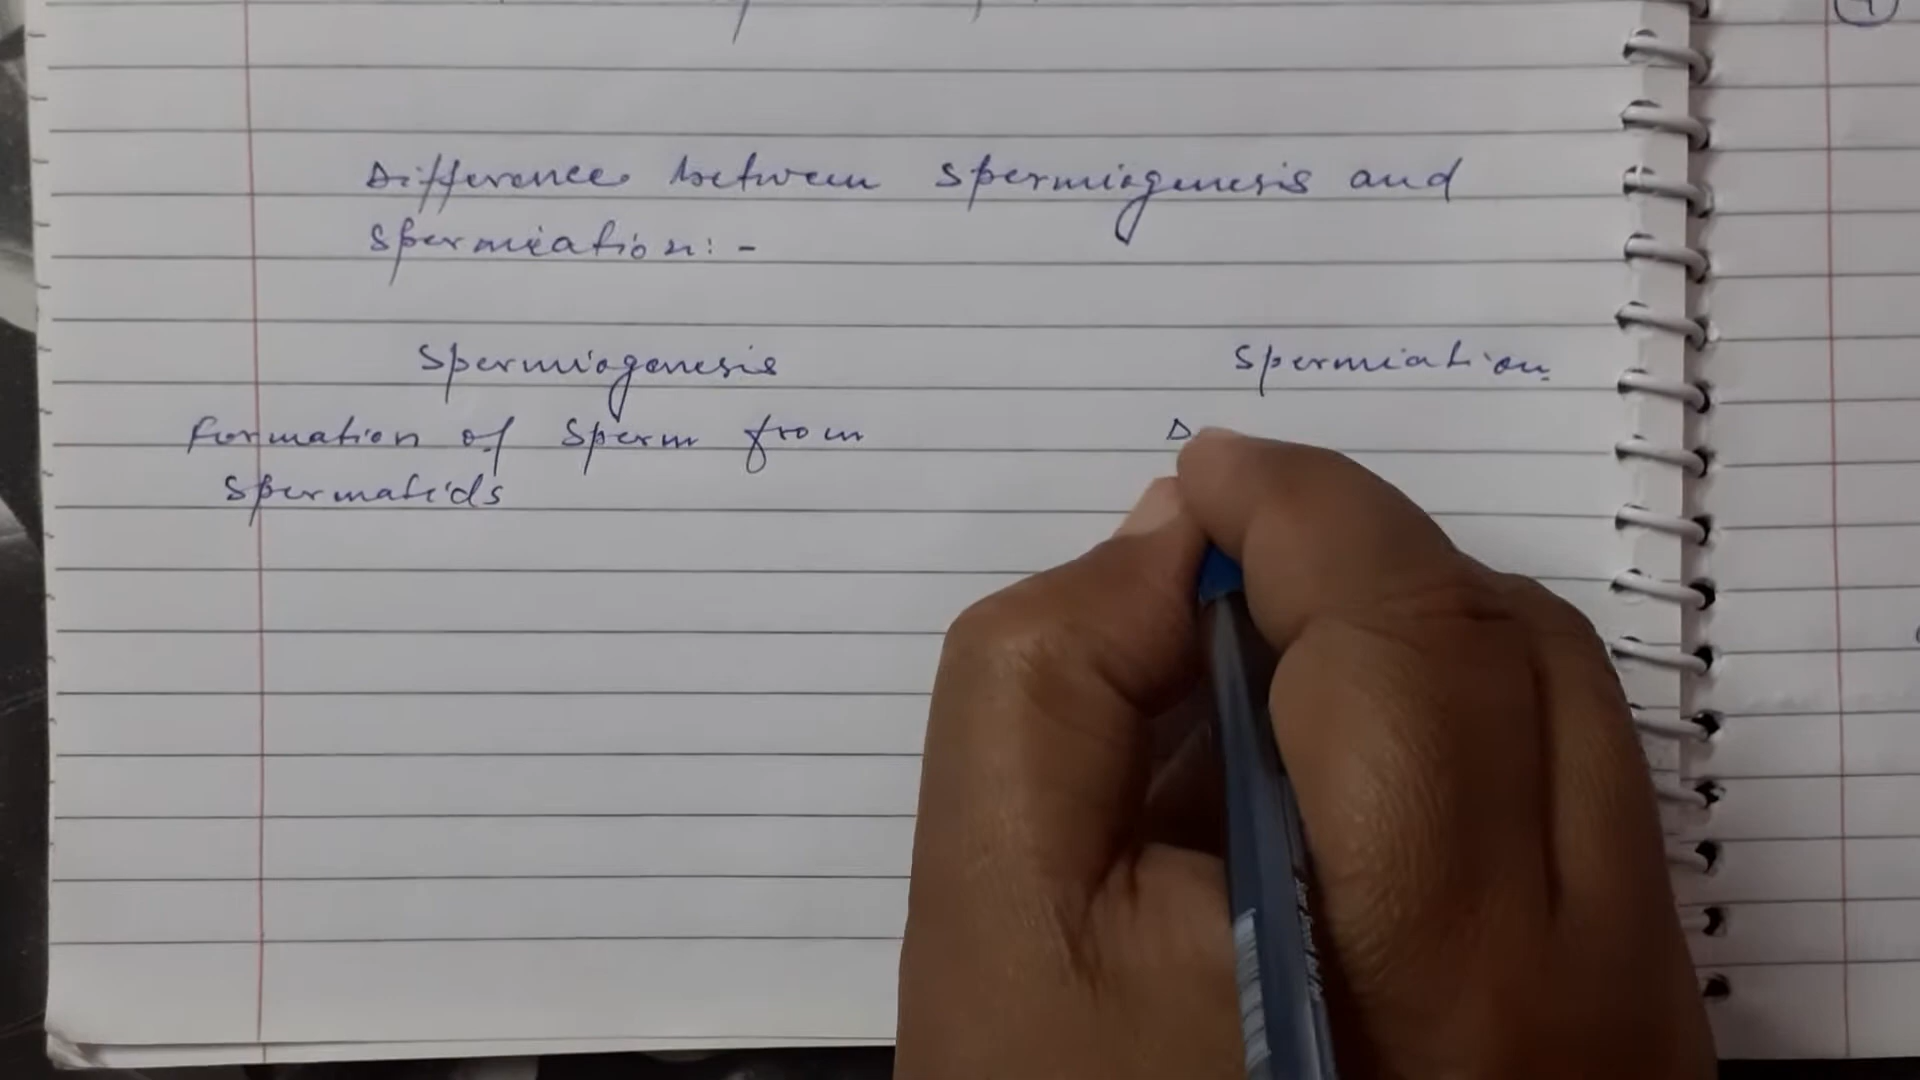 Difference between spermiogenesis and
spermiation: -
Spermiogenesis
Spermiation
Formation of sperm from
spermatids
D